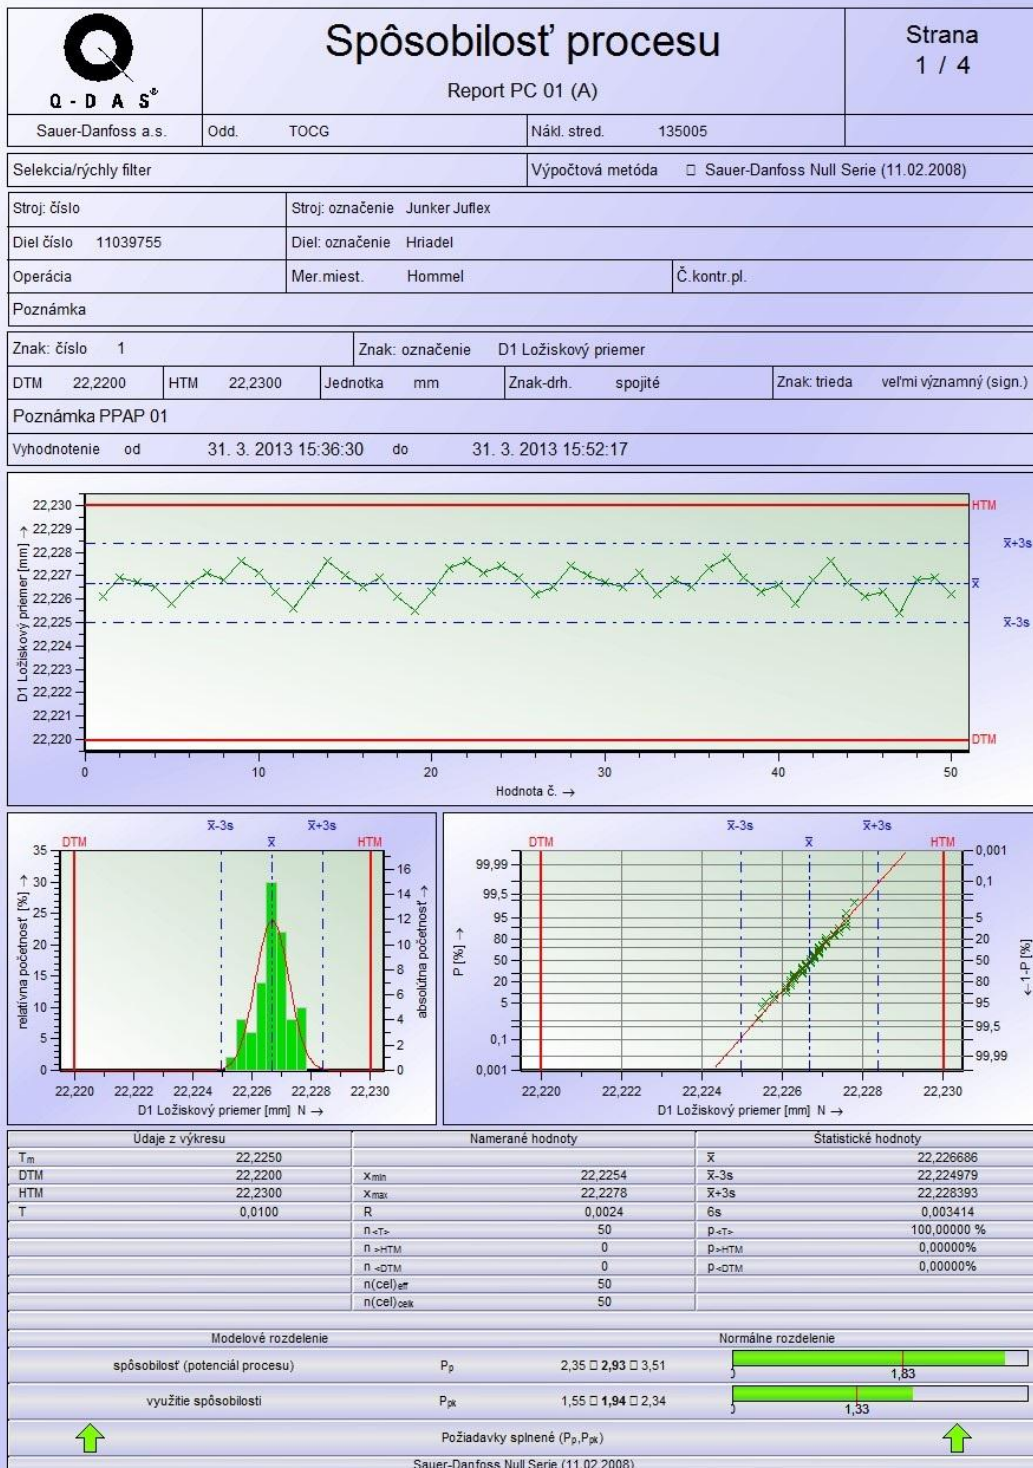 Q-DAS®
Spôsobilosť procesu
Report PC 01 (A)
Strana
1 / 4
Sauer-Danfoss a.s. Odd. TOCG Nákl. stred. 135005
Selekcia/rýchly filter Výpočtová metóda □ Sauer-Danfoss Null Serie (11.02.2008)
Stroj: číslo Stroj: označenie Junker Juflex
Diel číslo 11039755 Diel: označenie Hriadel
Operácia Mer.miest. Hommel Č.kontr.pl.
Poznámka
Znak: číslo 1 Znak: označenie D1 Ložiskový priemer
DTM 22,2200 HTM 22,2300 Jednotka mm Znak-drh. spojité Znak: trieda veľmi významný (sign.)
Poznámka PPAP 01
Vyhodnotenie od 31. 3. 2013 15:36:30 do 31. 3. 2013 15:52:17
D1 Ložiskový priemer [mm] →
22,230
22,229
22,228
22,227
22,226
22,225
22,224
22,223
22,222
22,221
22,220
HTM
x̄+3s
x̄
x̄-3s
DTM
0 10 20 30 40 50
Hodnota č. →
x̄-3s x̄+3s
DTM x̄ HTM
relatívna početnosť [%] →
35
30
25
20
15
10
5
0
absolútna početnosť →
16
14
12
10
8
6
4
2
0
22,220 22,222 22,224 22,226 22,228 22,230
D1 Ložiskový priemer [mm] N →
x̄-3s x̄+3s
DTM x̄ HTM
P [%] →
99,99
99,5
95
80
50
20
5
0,1
0,001
←1-P [%]
0,001
0,1
5
20
50
80
95
99,5
99,99
22,220 22,222 22,224 22,226 22,228 22,230
D1 Ložiskový priemer [mm] N →
Údaje z výkresu Namerané hodnoty Štatistické hodnoty
Tm 22,2250 x̄ 22,226686
DTM 22,2200 xmin 22,2254 x̄-3s 22,224979
HTM 22,2300 xmax 22,2278 x̄+3s 22,228393
T 0,0100 R 0,0024 6s 0,003414
n<T> 50 p<T> 100,00000 %
n>HTM 0 p>HTM 0,00000%
n<DTM 0 p<DTM 0,00000%
n(cel)eff 50
n(cel)celk 50
Modelové rozdelenie Normálne rozdelenie
spôsobilosť (potenciál procesu) Pp 2,35 □ 2,93 □ 3,51 1,83
využitie spôsobilosti Ppk 1,55 □ 1,94 □ 2,34 1,33
Požiadavky splnené (Pp,Ppk)
Sauer-Danfoss Null Serie (11.02.2008)